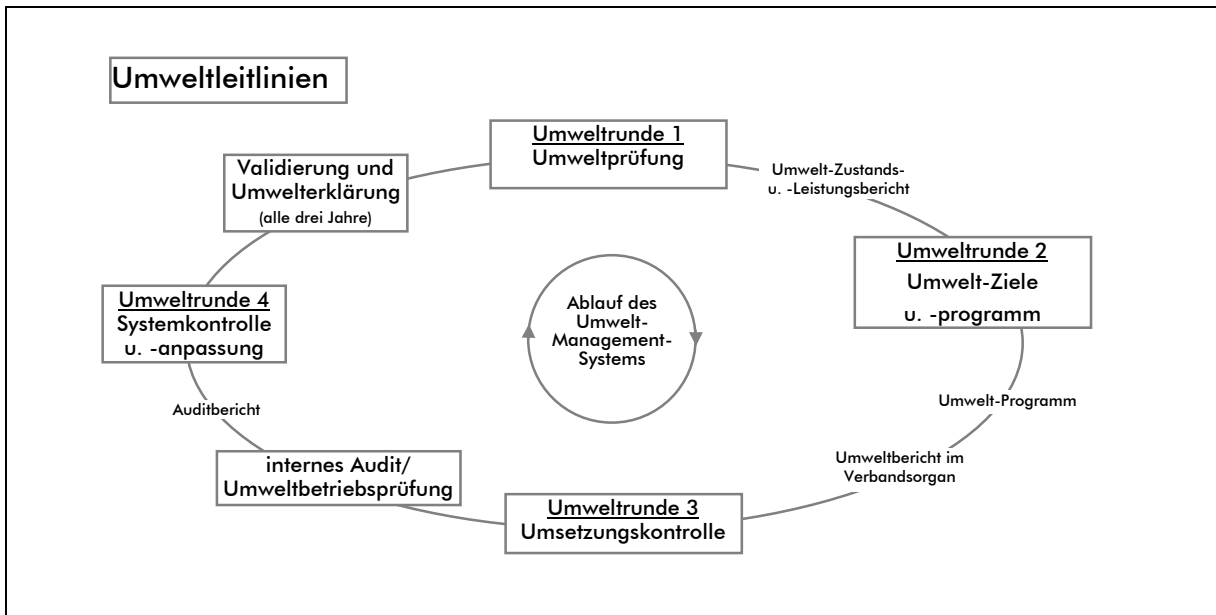 Umweltleitlinien
Umweltrunde 1
Umweltprüfung
Umwelt-Zustands-
u. -Leistungsbericht
Umweltrunde 2
Umwelt-Ziele
u. -programm
Umwelt-Programm
Umweltbericht im
Verbandsorgan
Umweltrunde 3
Umsetzungskontrolle
internes Audit/
Umweltbetriebsprüfung
Auditbericht
Umweltrunde 4
Systemkontrolle
u. -anpassung
Validierung und
Umwelterklärung
(alle drei Jahre)
Ablauf des
Umwelt-
Management-
Systems